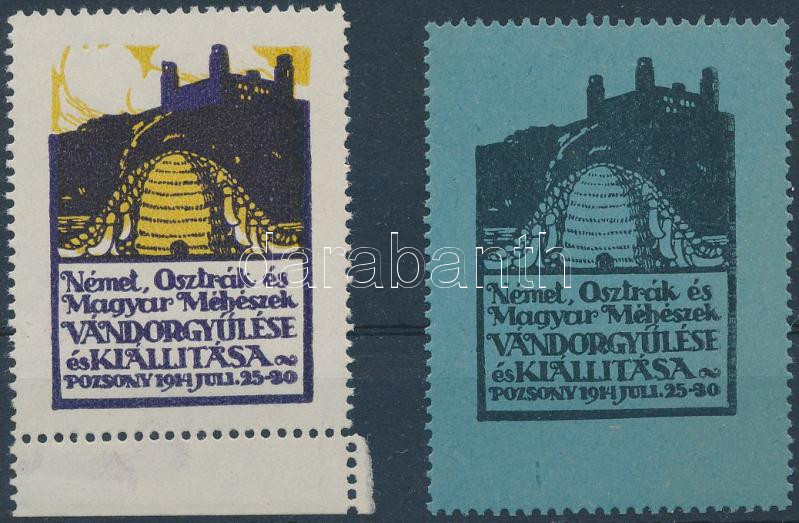 Német, Osztrák és
Magyar Méhészek
VÁNDORGYŰLÉSE
és KIÁLLITÁSA
POZSONY 1914 JULI. 25-30
Német, Osztrák és
Magyar Méhészek
VÁNDORGYŰLÉSE
és KIÁLLITÁSA
POZSONY 1914 JULI. 25-30
darabanth